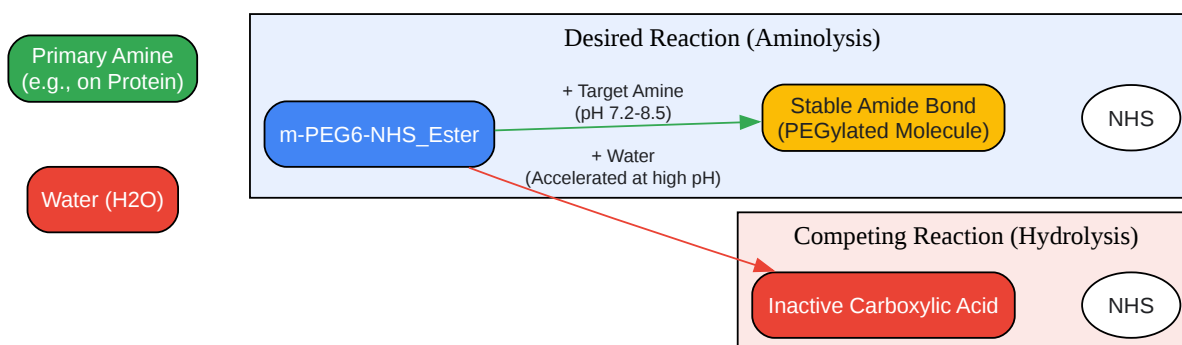 Primary Amine
(e.g., on Protein)
Water (H2O)
Desired Reaction (Aminolysis)
m-PEG6-NHS_Ester
+ Target Amine
(pH 7.2-8.5)
+ Water
(Accelerated at high pH)
Stable Amide Bond
(PEGylated Molecule)
NHS
Competing Reaction (Hydrolysis)
Inactive Carboxylic Acid
NHS